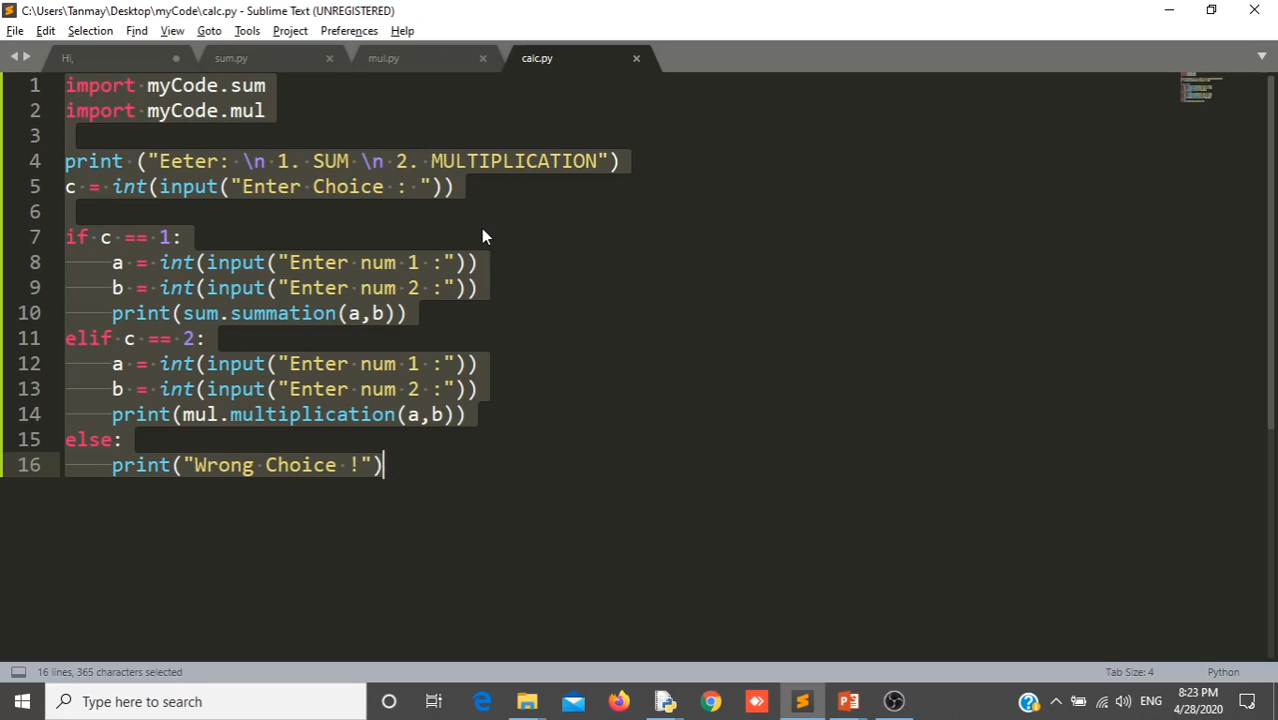 C:\Users\Tanmay\Desktop\myCode\calc.py - Sublime Text (UNREGISTERED)
File Edit Selection Find View Goto Tools Project Preferences Help
Hi, sum.py mul.py calc.py
1 import myCode.sum
2 import myCode.mul
3
4 print ("Eeter: \n 1. SUM \n 2. MULTIPLICATION")
5 c = int(input("Enter Choice : "))
6
7 if c == 1:
8 a = int(input("Enter num 1 :"))
9 b = int(input("Enter num 2 :"))
10 print(sum.summation(a,b))
11 elif c == 2:
12 a = int(input("Enter num 1 :"))
13 b = int(input("Enter num 2 :"))
14 print(mul.multiplication(a,b))
15 else:
16 print("Wrong Choice !")
16 lines, 365 characters selected Tab Size: 4 Python
Type here to search ENG 8:23 PM
4/28/2020